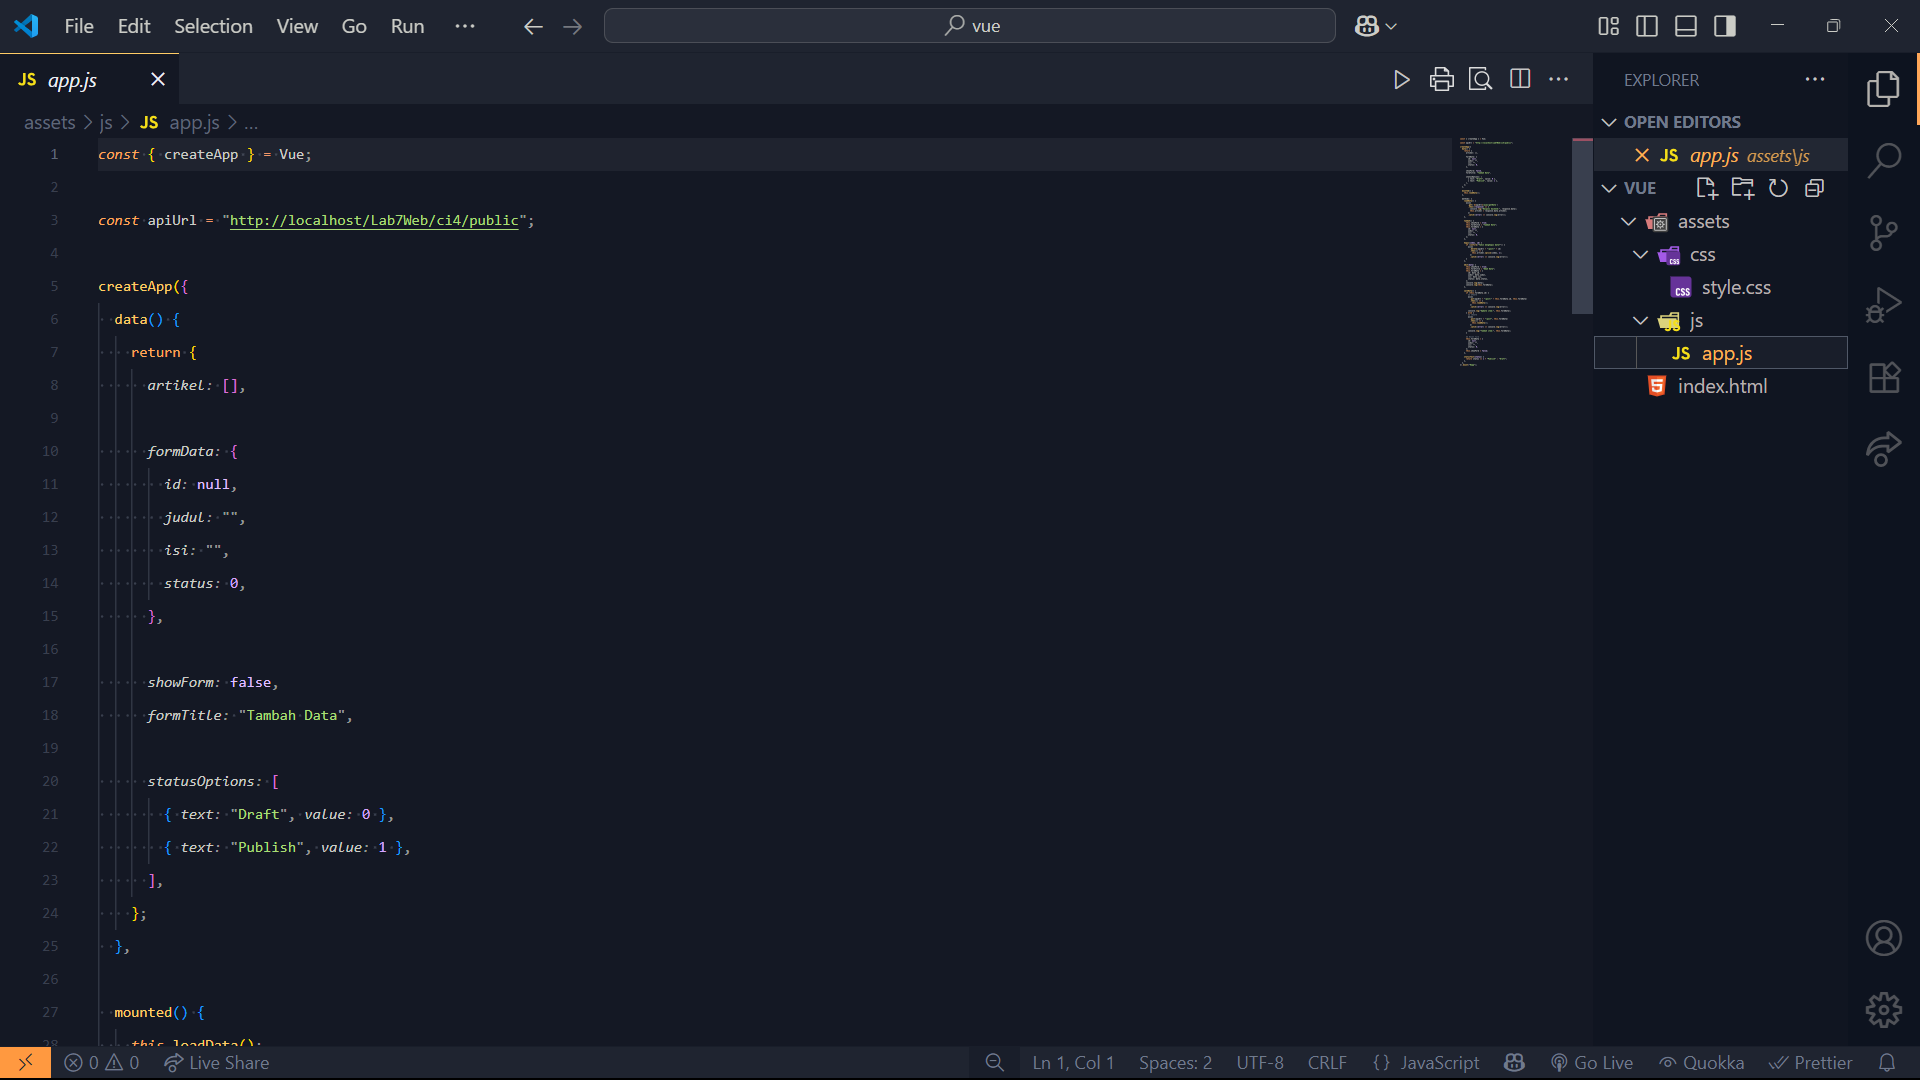 File Edit Selection View Go Run
vue
JS app.js
assets > js > JS app.js > ...
1 const { createApp } = Vue;
2
3 const apiUrl = "http://localhost/Lab7Web/ci4/public";
4
5 createApp({
6 data() {
7 return {
8 artikel: [],
9
10 formData: {
11 id: null,
12 judul: "",
13 isi: "",
14 status: 0,
15 },
16
17 showForm: false,
18 formTitle: "Tambah Data",
19
20 statusOptions: [
21 { text: "Draft", value: 0 },
22 { text: "Publish", value: 1 },
23 ],
24 };
25 },
26
27 mounted() {
28 this.loadData();
EXPLORER
OPEN EDITORS
JS app.js assets\js
VUE
assets
css
css style.css
js
JS app.js
index.html
0 0 Live Share
Ln 1, Col 1 Spaces: 2 UTF-8 CRLF {} JavaScript Go Live Quokka Prettier